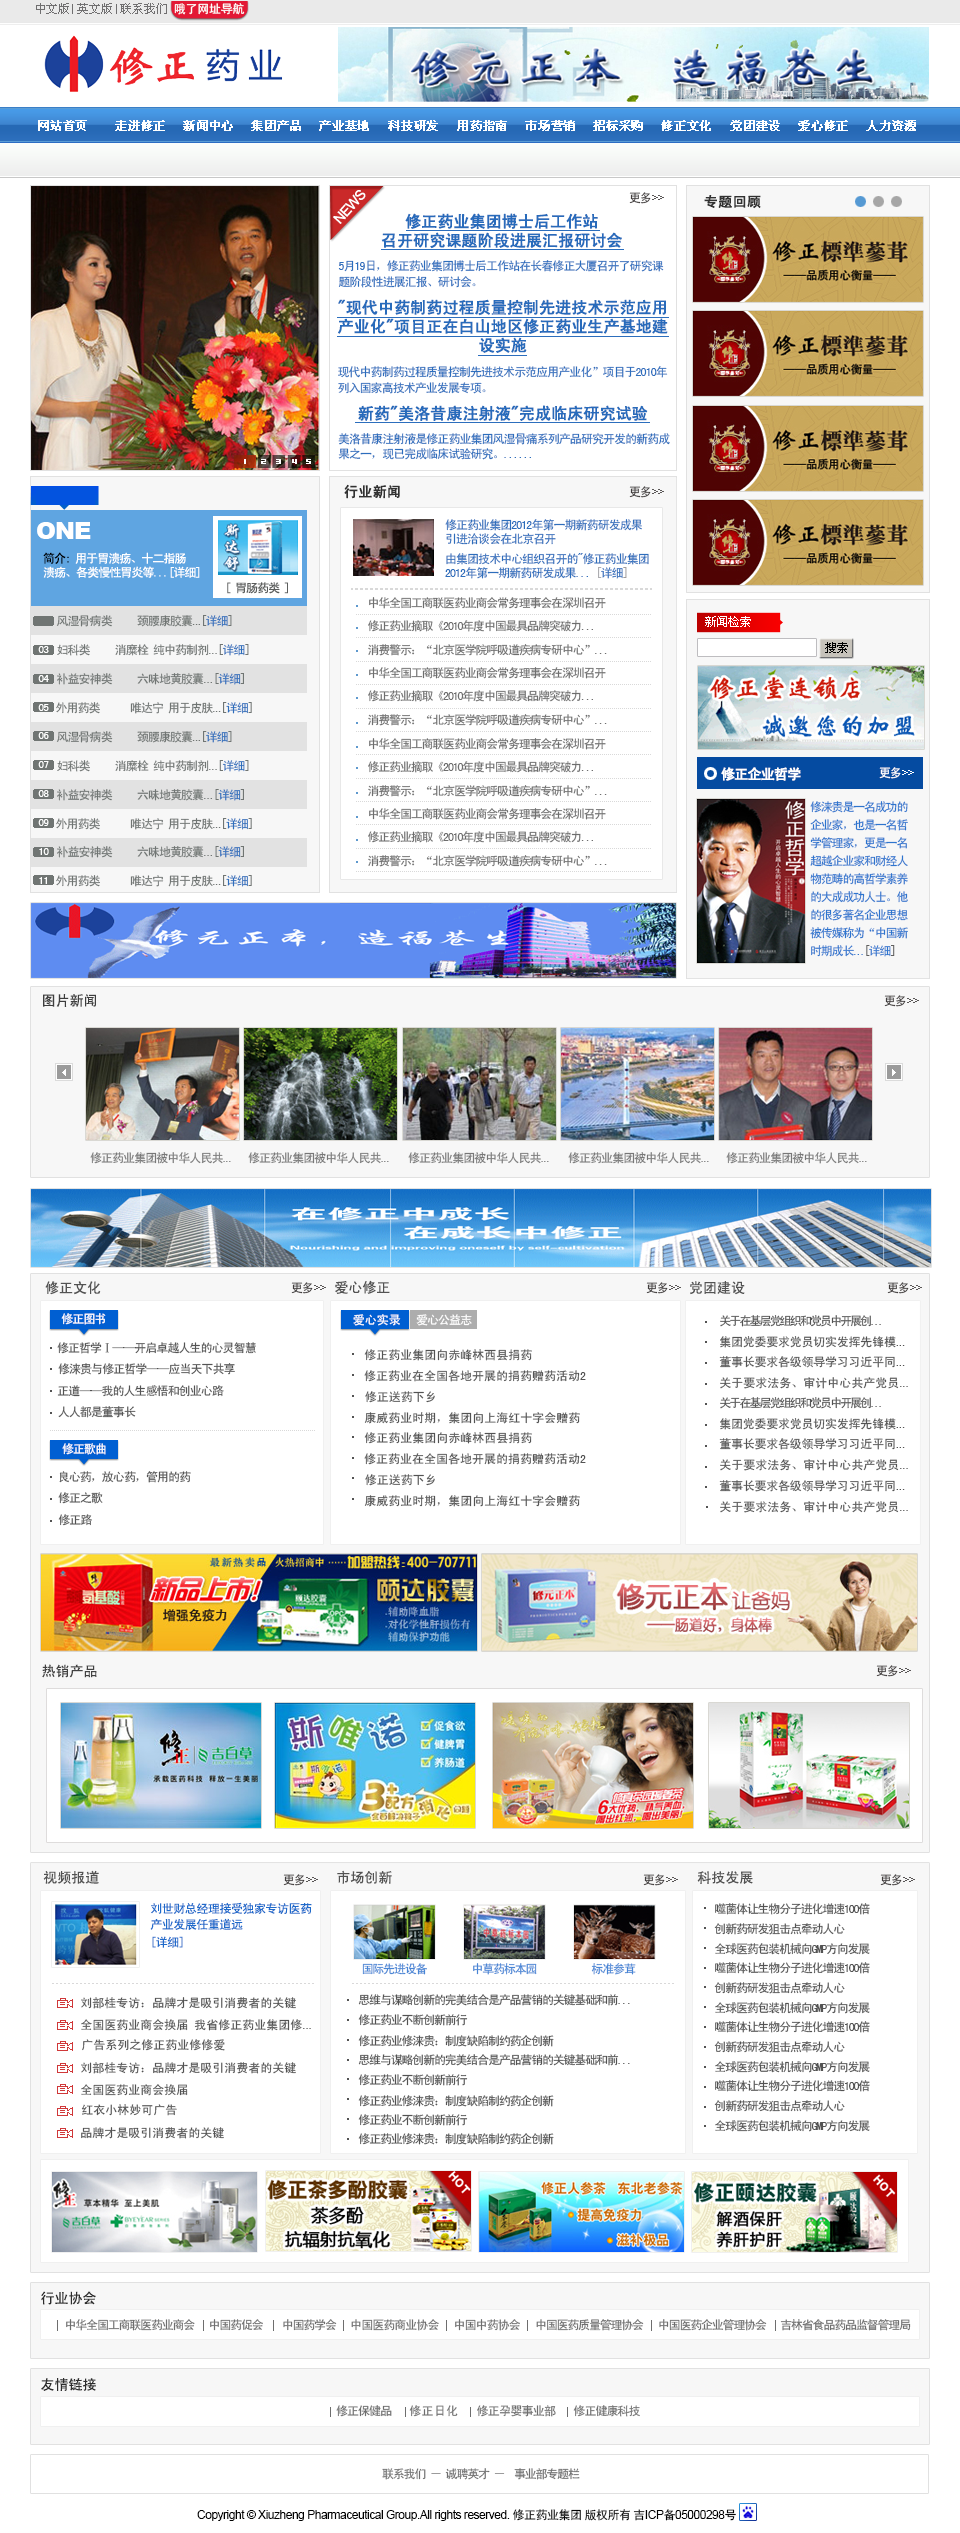 中文版| 英文版 |联系我们 哦了网址导航
修正药业
修元正本 造福苍生
网站首页 走进修正 新闻中心 集团产品 产业基地 科技研发 用药指南 市场营销 招标采购 修正文化 党团建设 爱心修正 人力资源
1 2 3 4 5
NEWS
更多>>
修正药业集团博士后工作站
召开研究课题阶段进展汇报研讨会
5月19日，修正药业集团博士后工作站在长春修正大厦召开了研究课
题阶段性进展汇报、研讨会。
"现代中药制药过程质量控制先进技术示范应用
产业化"项目正在白山地区修正药业生产基地建
设实施
现代中药制药过程质量控制先进技术示范应用产业化”项目于2010年
列入国家高技术产业发展专项。
新药"美洛昔康注射液"完成临床研究试验
美洛昔康注射液是修正药业集团风湿骨痛系列产品研究开发的新药成
果之一，现已完成临床试验研究。......
专题回顾
修正標準蔘茸
——品质用心衡量——
修正標準蔘茸
——品质用心衡量——
修正標準蔘茸
——品质用心衡量——
修正標準蔘茸
——品质用心衡量——
ONE
简介：用于胃溃疡、十二指肠
溃疡、各类慢性胃炎等...[详细]
斯达舒
[ 胃肠药类 ]
风湿骨病类 颈腰康胶囊...[详细]
03 妇科类 消糜栓 纯中药制剂...[详细]
04 补益安神类 六味地黄胶囊...[详细]
05 外用药类 唯达宁 用于皮肤...[详细]
06 风湿骨病类 颈腰康胶囊...[详细]
07 妇科类 消糜栓 纯中药制剂...[详细]
08 补益安神类 六味地黄胶囊...[详细]
09 外用药类 唯达宁 用于皮肤...[详细]
10 补益安神类 六味地黄胶囊...[详细]
11 外用药类 唯达宁 用于皮肤...[详细]
行业新闻 更多>>
修正药业集团2012年第一期新药研发成果
引进洽谈会在北京召开
由集团技术中心组织召开的"修正药业集团
2012年第一期新药研发成果... [详细]
中华全国工商联医药业商会常务理事会在深圳召开
修正药业摘取《2010年度中国最具品牌突破力...
消费警示：“北京医学院呼吸道疾病专研中心”...
中华全国工商联医药业商会常务理事会在深圳召开
修正药业摘取《2010年度中国最具品牌突破力...
消费警示：“北京医学院呼吸道疾病专研中心”...
中华全国工商联医药业商会常务理事会在深圳召开
修正药业摘取《2010年度中国最具品牌突破力...
消费警示：“北京医学院呼吸道疾病专研中心”...
中华全国工商联医药业商会常务理事会在深圳召开
修正药业摘取《2010年度中国最具品牌突破力...
消费警示：“北京医学院呼吸道疾病专研中心”...
新闻检索
搜索
修正堂连锁店
诚邀您的加盟
修正企业哲学 更多>>
修正哲学
开启卓越人生的心灵智慧
修涞贵是一名成功的
企业家，也是一名哲
学管理家，更是一名
超越企业家和财经人
物范畴的高哲学素养
的大成成功人士。他
的很多著名企业思想
被传媒称为“中国新
时期成长...[详细]
修元正本，造福苍生
图片新闻 更多>>
修正药业集团被中华人民共... 修正药业集团被中华人民共... 修正药业集团被中华人民共... 修正药业集团被中华人民共... 修正药业集团被中华人民共...
在修正中成长
在成长中修正
Nourishing and improving oneself by self-cultivation
修正文化 更多>>
修正图书
修正哲学 I ——开启卓越人生的心灵智慧
修涞贵与修正哲学——应当天下共享
正道——我的人生感悟和创业心路
人人都是董事长
修正歌曲
良心药，放心药，管用的药
修正之歌
修正路
爱心修正 更多>>
爱心实录 爱心公益志
修正药业集团向赤峰林西县捐药
修正药业在全国各地开展的捐药赠药活动2
修正送药下乡
康威药业时期，集团向上海红十字会赠药
修正药业集团向赤峰林西县捐药
修正药业在全国各地开展的捐药赠药活动2
修正送药下乡
康威药业时期，集团向上海红十字会赠药
党团建设 更多>>
关于在基层党组织和党员中开展创...
集团党委要求党员切实发挥先锋模...
董事长要求各级领导学习习近平同...
关于要求法务、审计中心共产党员...
关于在基层党组织和党员中开展创...
集团党委要求党员切实发挥先锋模...
董事长要求各级领导学习习近平同...
关于要求法务、审计中心共产党员...
董事长要求各级领导学习习近平同...
关于要求法务、审计中心共产党员...
最新热卖品 火热招商中 ······加盟热线:400-707711
新品上市!
增强免疫力
氨基酸
颐达胶囊
颐达胶囊
·辅助降血脂
·对化学性肝损伤有
辅助保护功能
修元正本
修元正本让爸妈
——肠道好，身体棒
热销产品 更多>>
修正 吉白草
承载医药科技 释放一生美丽
斯唯诺
促食欲
健脾胃
养肠道
视频报道 更多>>
刘世财总经理接受独家专访医药
产业发展任重道远
[详细]
刘部桂专访：品牌才是吸引消费者的关键
全国医药业商会换届 我省修正药业集团修...
广告系列之修正药业修修爱
刘部桂专访：品牌才是吸引消费者的关键
全国医药业商会换届
红衣小林妙可广告
品牌才是吸引消费者的关键
市场创新 更多>>
国际先进设备 中草药标本园 标准参茸
思维与谋略创新的完美结合是产品营销的关键基础和前...
修正药业不断创新前行
修正药业修涞贵：制度缺陷制约药企创新
思维与谋略创新的完美结合是产品营销的关键基础和前...
修正药业不断创新前行
修正药业修涞贵：制度缺陷制约药企创新
修正药业不断创新前行
修正药业修涞贵：制度缺陷制约药企创新
科技发展 更多>>
噬菌体让生物分子进化增速100倍
创新药研发狙击点牵动人心
全球医药包装机械向GMP方向发展
噬菌体让生物分子进化增速100倍
创新药研发狙击点牵动人心
全球医药包装机械向GMP方向发展
噬菌体让生物分子进化增速100倍
创新药研发狙击点牵动人心
全球医药包装机械向GMP方向发展
噬菌体让生物分子进化增速100倍
创新药研发狙击点牵动人心
全球医药包装机械向GMP方向发展
修正
草本精华 至上美肌
吉白草
修正茶多酚胶囊
茶多酚
抗辐射抗氧化
HOT
修正人参茶 东北老参茶
提高免疫力
滋补极品
修正颐达胶囊
解酒保肝
养肝护肝
HOT
行业协会
| 中华全国工商联医药业商会 | 中国药促会 | 中国药学会 | 中国医药商业协会 | 中国中药协会 | 中国医药质量管理协会 | 中国医药企业管理协会 | 吉林省食品药品监督管理局
友情链接
| 修正保健品 | 修正日化 | 修正孕婴事业部 | 修正健康科技
联系我们 — 诚聘英才 — 事业部专题栏
Copyright © Xiuzheng Pharmaceutical Group.All rights reserved. 修正药业集团 版权所有 吉ICP备05000298号